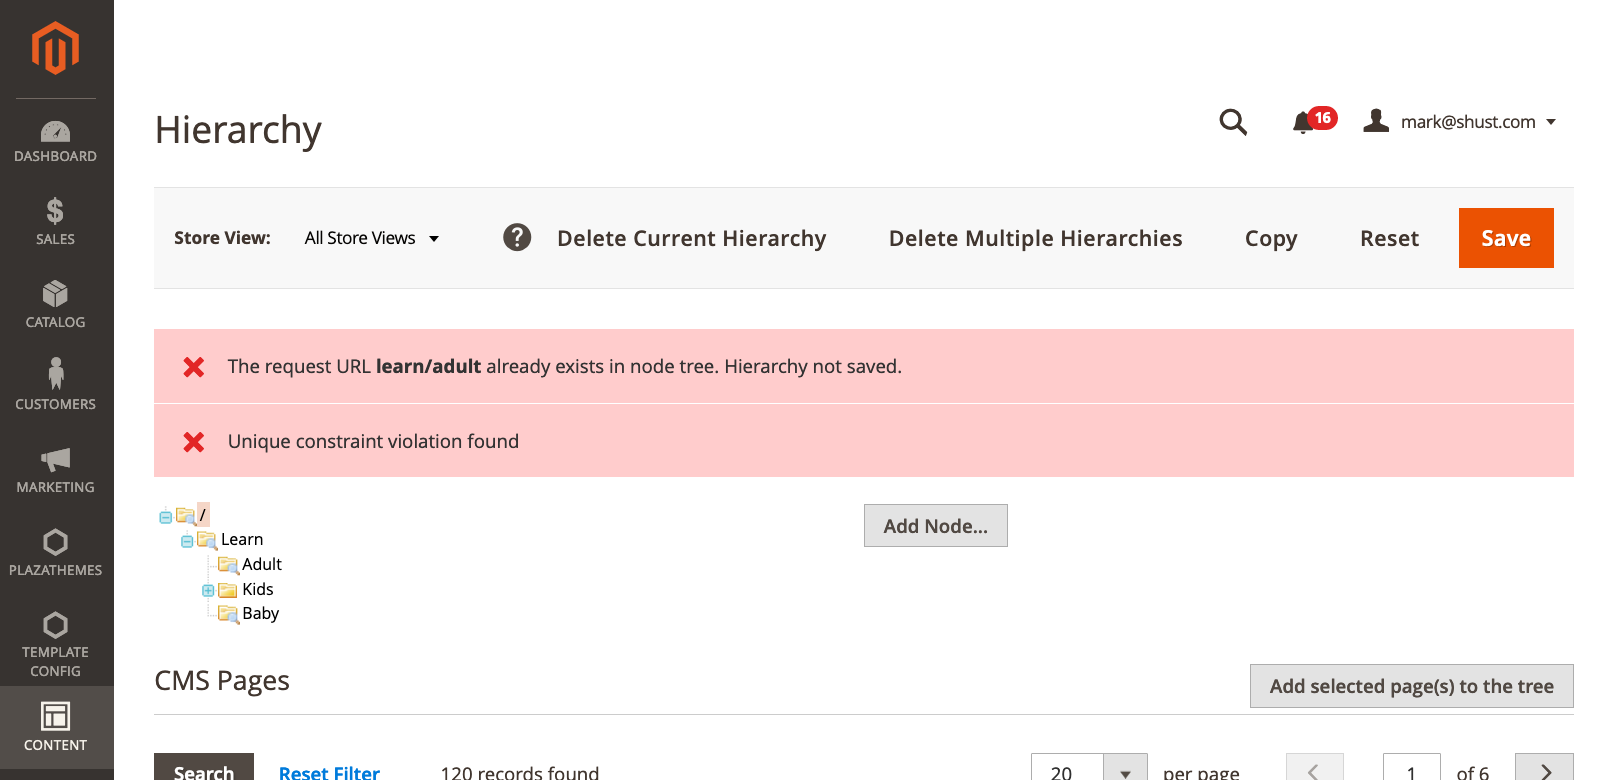 Hierarchy
16
mark@shust.com
DASHBOARD
SALES
CATALOG
CUSTOMERS
MARKETING
PLAZATHEMES
TEMPLATE
CONFIG
CONTENT
Store View: All Store Views ? Delete Current Hierarchy Delete Multiple Hierarchies Copy Reset Save
The request URL learn/adult already exists in node tree. Hierarchy not saved.
Unique constraint violation found
/
Learn
Adult
Kids
Baby
Add Node...
CMS Pages
Add selected page(s) to the tree
Search Reset Filter 120 records found 20 per page 1 of 6